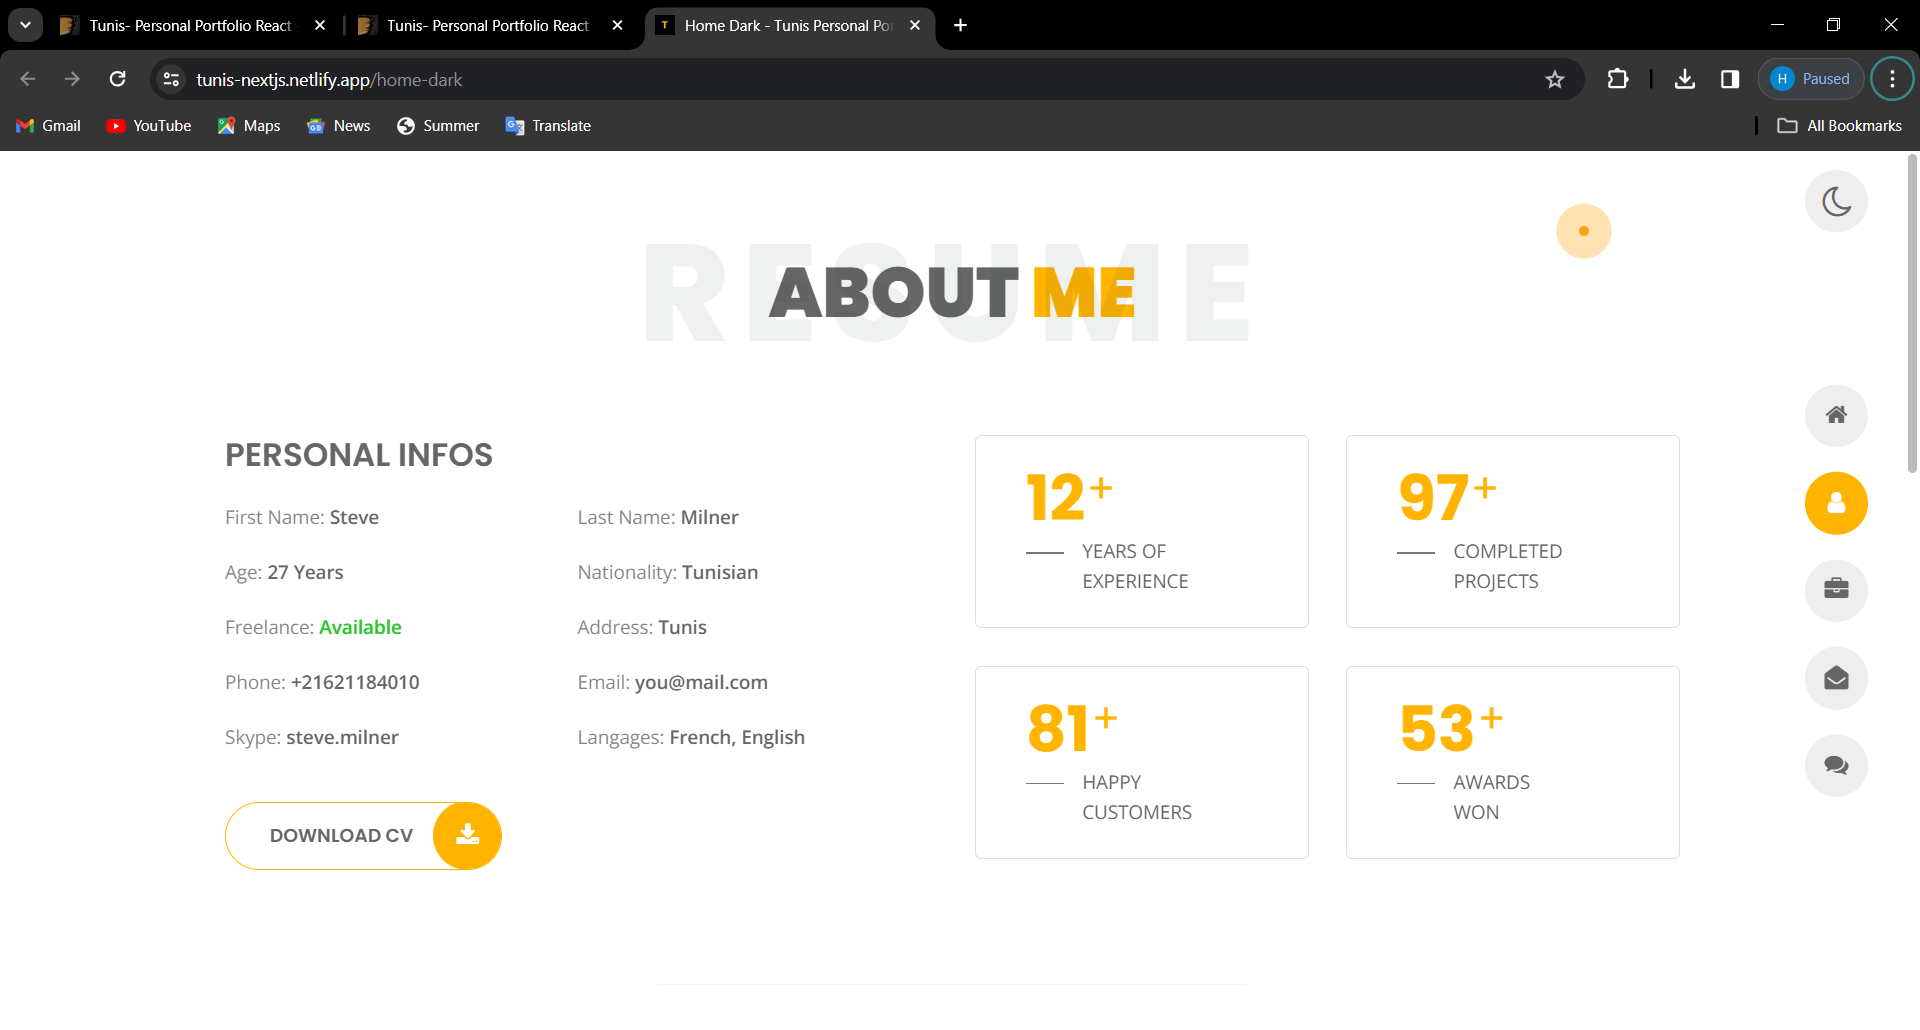 Tunis- Personal Portfolio React
Tunis- Personal Portfolio React
T Home Dark - Tunis Personal Po
tunis-nextjs.netlify.app/home-dark
H Paused
Gmail
YouTube
Maps
News
Summer
Translate
All Bookmarks
RESUME
ABOUT ME
PERSONAL INFOS
First Name: Steve
Last Name: Milner
Age: 27 Years
Nationality: Tunisian
Freelance: Available
Address: Tunis
Phone: +21621184010
Email: you@mail.com
Skype: steve.milner
Langages: French, English
DOWNLOAD CV
12+
YEARS OF
EXPERIENCE
97+
COMPLETED
PROJECTS
81+
HAPPY
CUSTOMERS
53+
AWARDS
WON